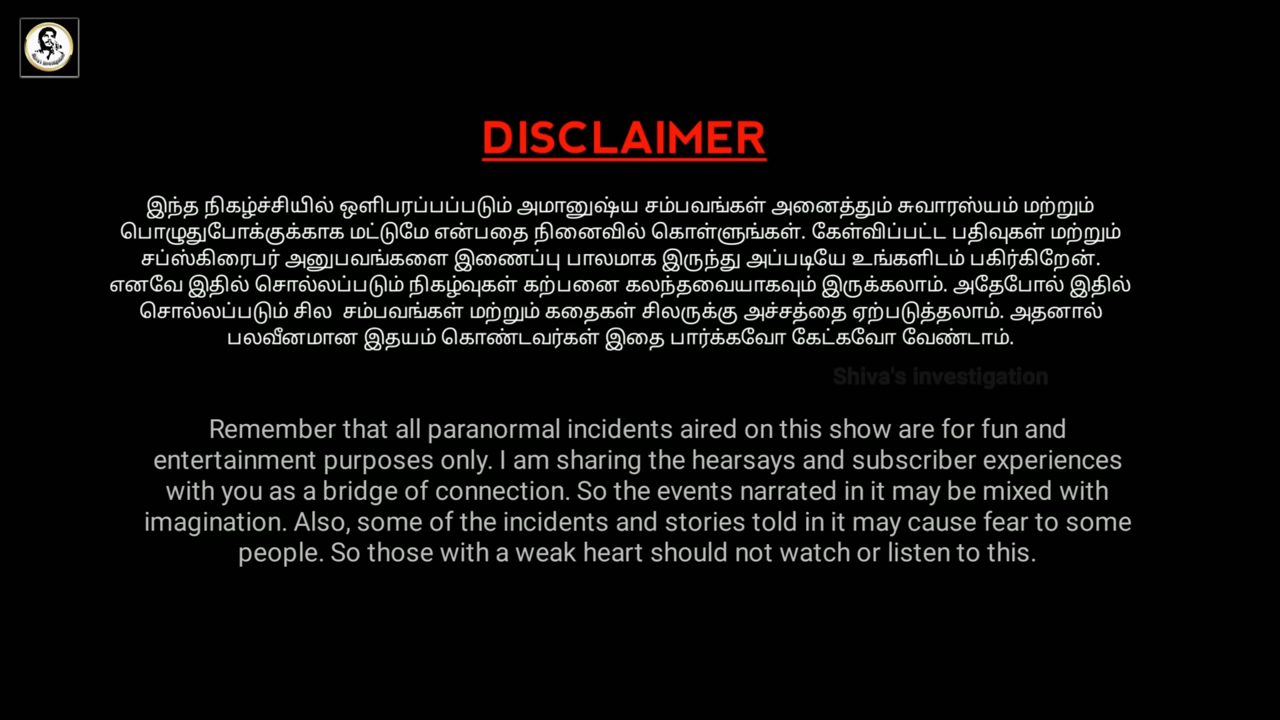 DISCLAIMER
இந்த நிகழ்ச்சியில் ஒளிபரப்பப்படும் அமானுஷ்ய சம்பவங்கள் அனைத்தும் சுவாரஸ்யம் மற்றும்
பொழுதுபோக்குக்காக மட்டுமே என்பதை நினைவில் கொள்ளுங்கள். கேள்விப்பட்ட பதிவுகள் மற்றும்
சப்ஸ்கிரைபர் அனுபவங்களை இணைப்பு பாலமாக இருந்து அப்படியே உங்களிடம் பகிர்கிறேன்.
எனவே இதில் சொல்லப்படும் நிகழ்வுகள் கற்பனை கலந்தவையாகவும் இருக்கலாம். அதேபோல் இதில்
சொல்லப்படும் சில சம்பவங்கள் மற்றும் கதைகள் சிலருக்கு அச்சத்தை ஏற்படுத்தலாம். அதனால்
பலவீனமான இதயம் கொண்டவர்கள் இதை பார்க்கவோ கேட்கவோ வேண்டாம்.
Shiva's investigation
Remember that all paranormal incidents aired on this show are for fun and
entertainment purposes only. I am sharing the hearsays and subscriber experiences
with you as a bridge of connection. So the events narrated in it may be mixed with
imagination. Also, some of the incidents and stories told in it may cause fear to some
people. So those with a weak heart should not watch or listen to this.